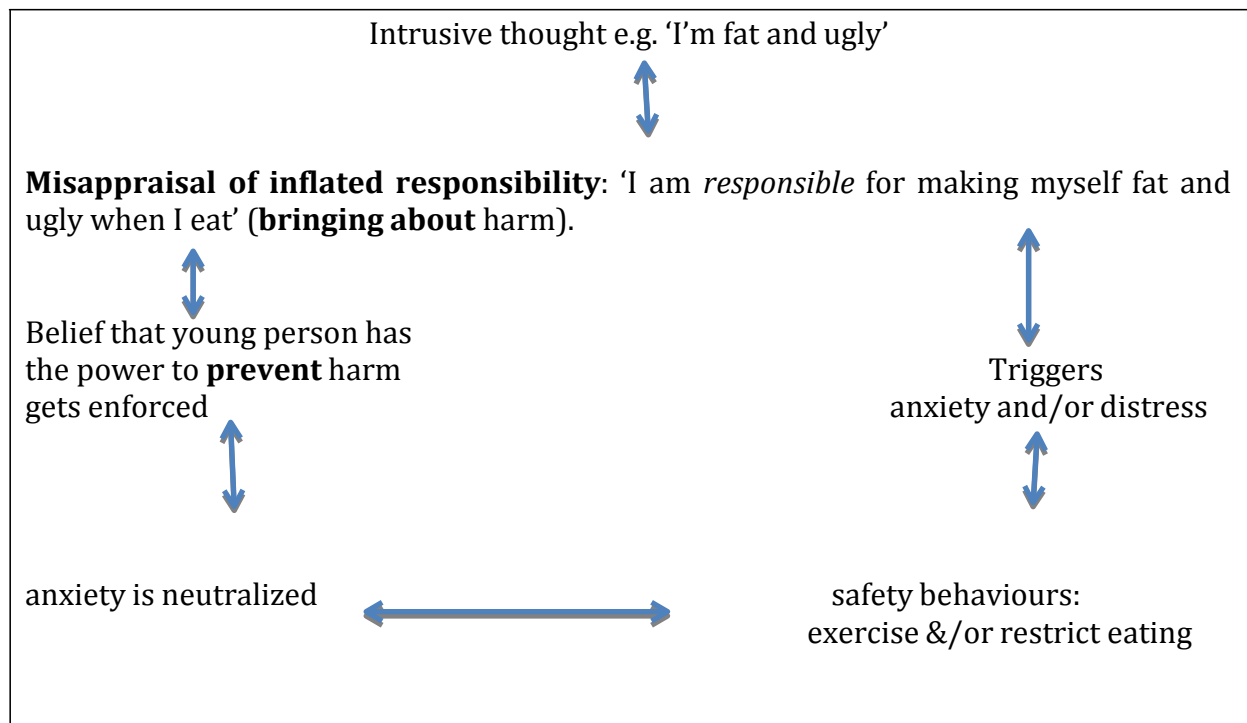 Intrusive thought e.g. ‘I’m fat and ugly’
Misappraisal of inflated responsibility: ‘I am responsible for making myself fat and
ugly when I eat’ (bringing about harm).
Belief that young person has
the power to prevent harm
gets enforced
Triggers
anxiety and/or distress
anxiety is neutralized
safety behaviours:
exercise &/or restrict eating